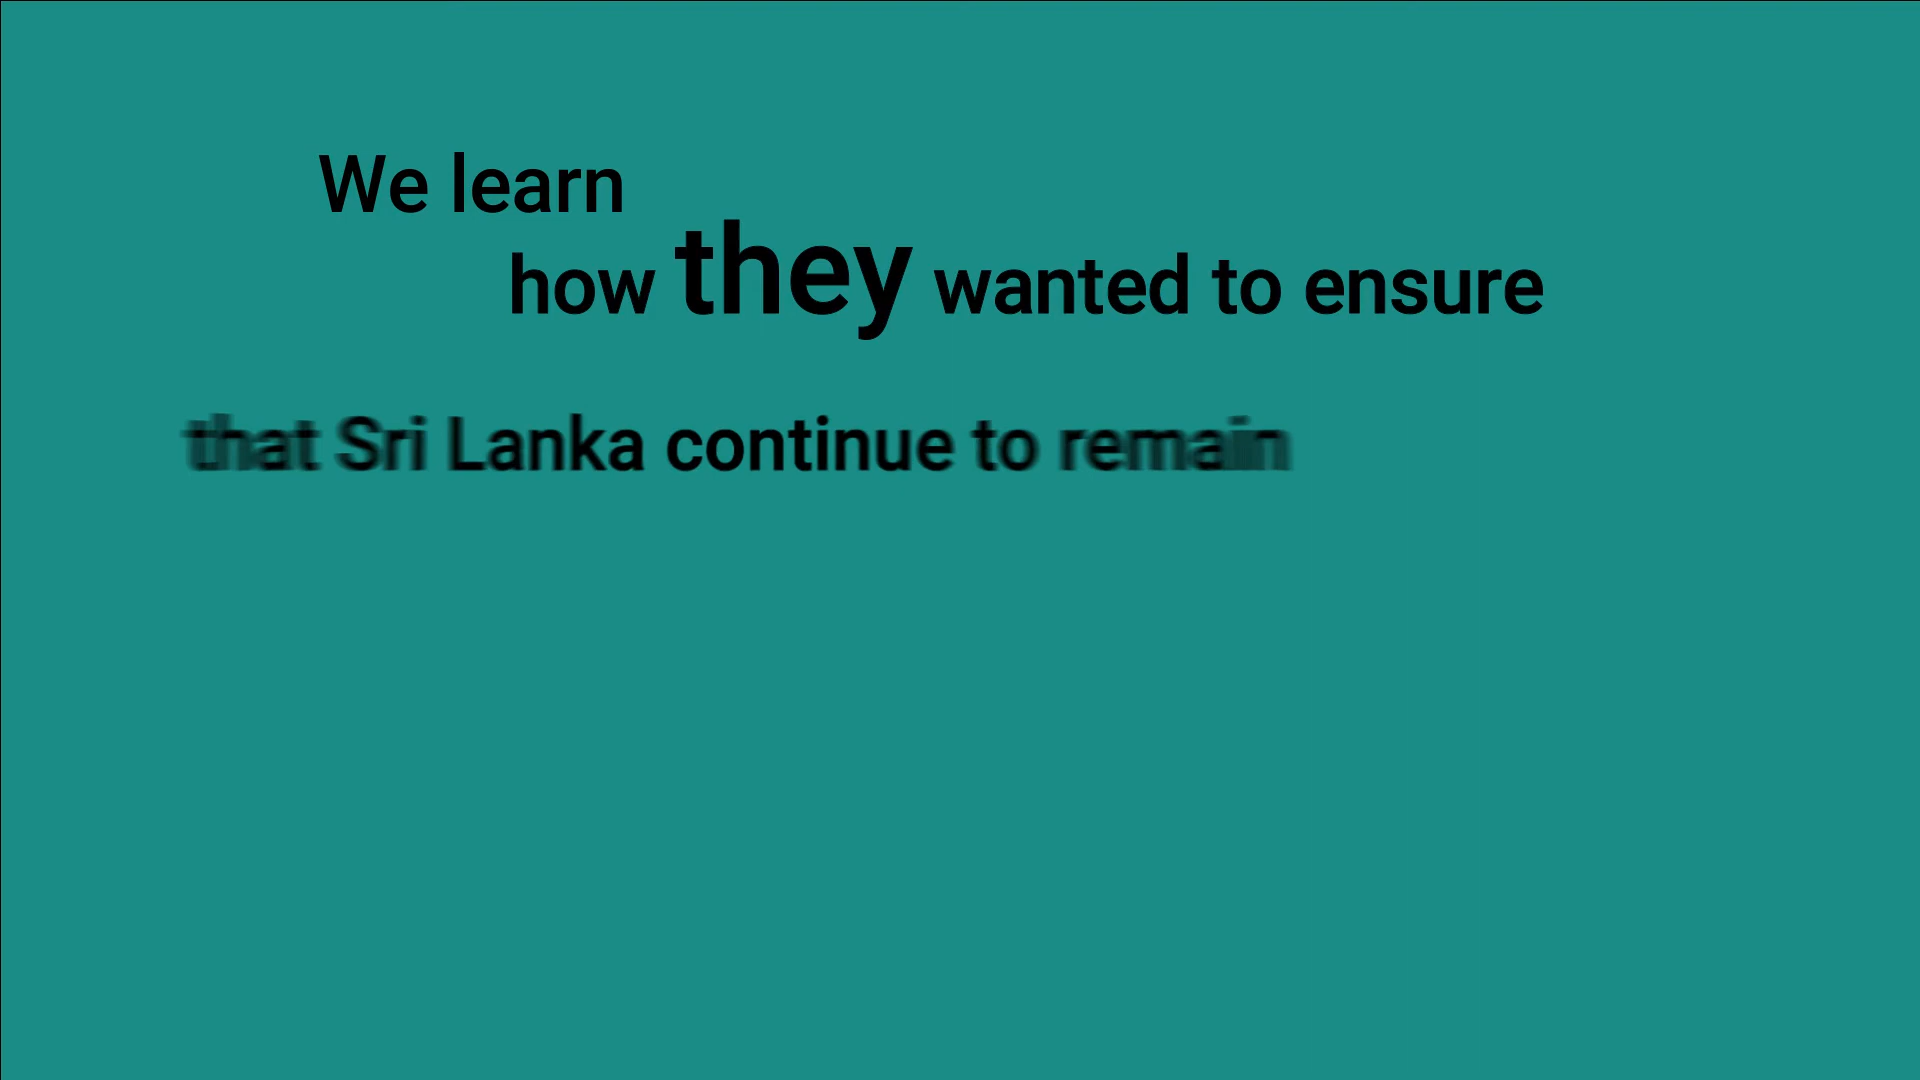 We learn
how they wanted to ensure
that Sri Lanka continue to remain